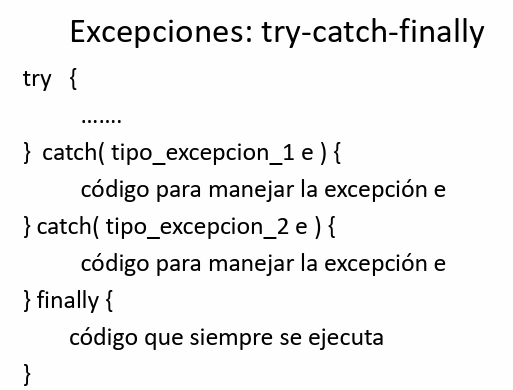 Excepciones: try-catch-finally
try {
.......
} catch( tipo_excepcion_1 e ) {
código para manejar la excepción e
} catch( tipo_excepcion_2 e ) {
código para manejar la excepción e
} finally {
código que siempre se ejecuta
}